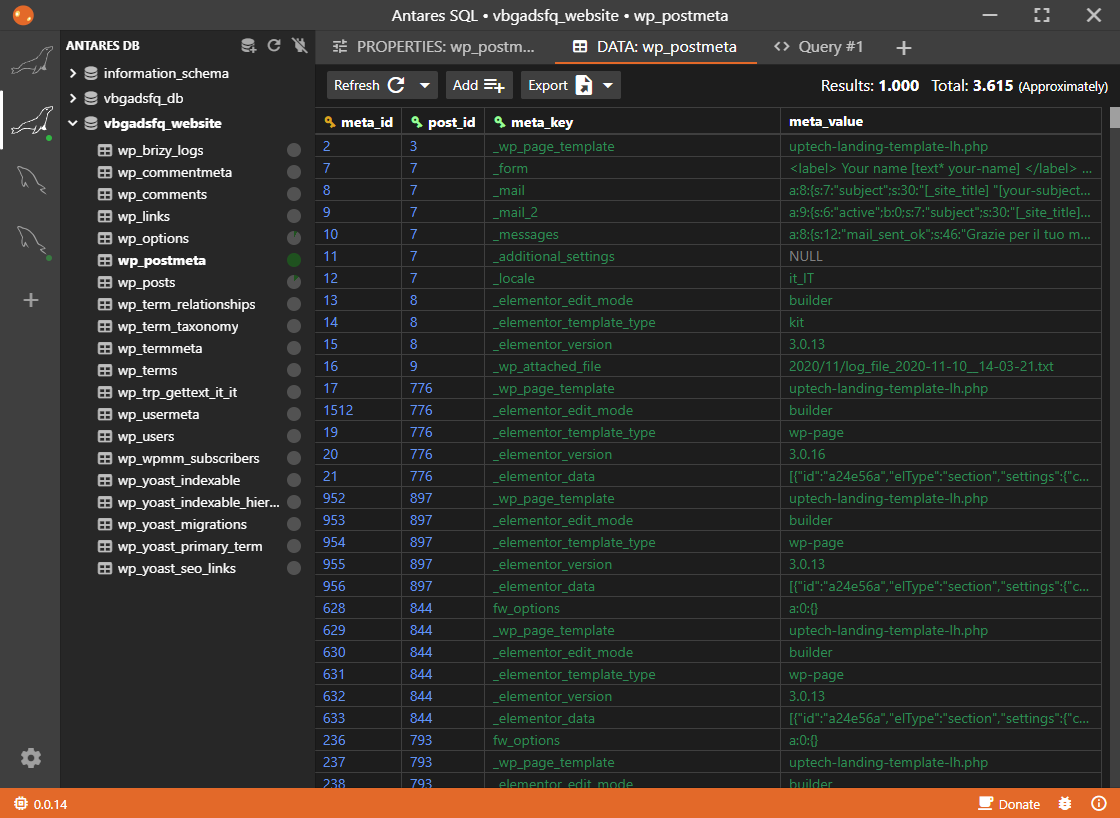 Antares SQL • vbgadsfq_website • wp_postmeta
ANTARES DB
information_schema
vbgadsfq_db
vbgadsfq_website
wp_brizy_logs
wp_commentmeta
wp_comments
wp_links
wp_options
wp_postmeta
wp_posts
wp_term_relationships
wp_term_taxonomy
wp_termmeta
wp_terms
wp_trp_gettext_it_it
wp_usermeta
wp_users
wp_wpmm_subscribers
wp_yoast_indexable
wp_yoast_indexable_hier...
wp_yoast_migrations
wp_yoast_primary_term
wp_yoast_seo_links
PROPERTIES: wp_postm... DATA: wp_postmeta Query #1
Refresh Add Export Results: 1.000 Total: 3.615 (Approximately)
meta_id post_id meta_key meta_value
2 3 _wp_page_template uptech-landing-template-lh.php
7 7 _form <label> Your name [text* your-name] </label> ...
8 7 _mail a:8:{s:7:"subject";s:30:"[_site_title] "[your-subject...
9 7 _mail_2 a:9:{s:6:"active";b:0;s:7:"subject";s:30:"[_site_title]...
10 7 _messages a:8:{s:12:"mail_sent_ok";s:46:"Grazie per il tuo m...
11 7 _additional_settings NULL
12 7 _locale it_IT
13 8 _elementor_edit_mode builder
14 8 _elementor_template_type kit
15 8 _elementor_version 3.0.13
16 9 _wp_attached_file 2020/11/log_file_2020-11-10__14-03-21.txt
17 776 _wp_page_template uptech-landing-template-lh.php
1512 776 _elementor_edit_mode builder
19 776 _elementor_template_type wp-page
20 776 _elementor_version 3.0.16
21 776 _elementor_data [{"id":"a24e56a","elType":"section","settings":{"c...
952 897 _wp_page_template uptech-landing-template-lh.php
953 897 _elementor_edit_mode builder
954 897 _elementor_template_type wp-page
955 897 _elementor_version 3.0.13
956 897 _elementor_data [{"id":"a24e56a","elType":"section","settings":{"c...
628 844 fw_options a:0:{}
629 844 _wp_page_template uptech-landing-template-lh.php
630 844 _elementor_edit_mode builder
631 844 _elementor_template_type wp-page
632 844 _elementor_version 3.0.13
633 844 _elementor_data [{"id":"a24e56a","elType":"section","settings":{"c...
236 793 fw_options a:0:{}
237 793 _wp_page_template uptech-landing-template-lh.php
238 793 _elementor_edit_mode builder
0.0.14 Donate